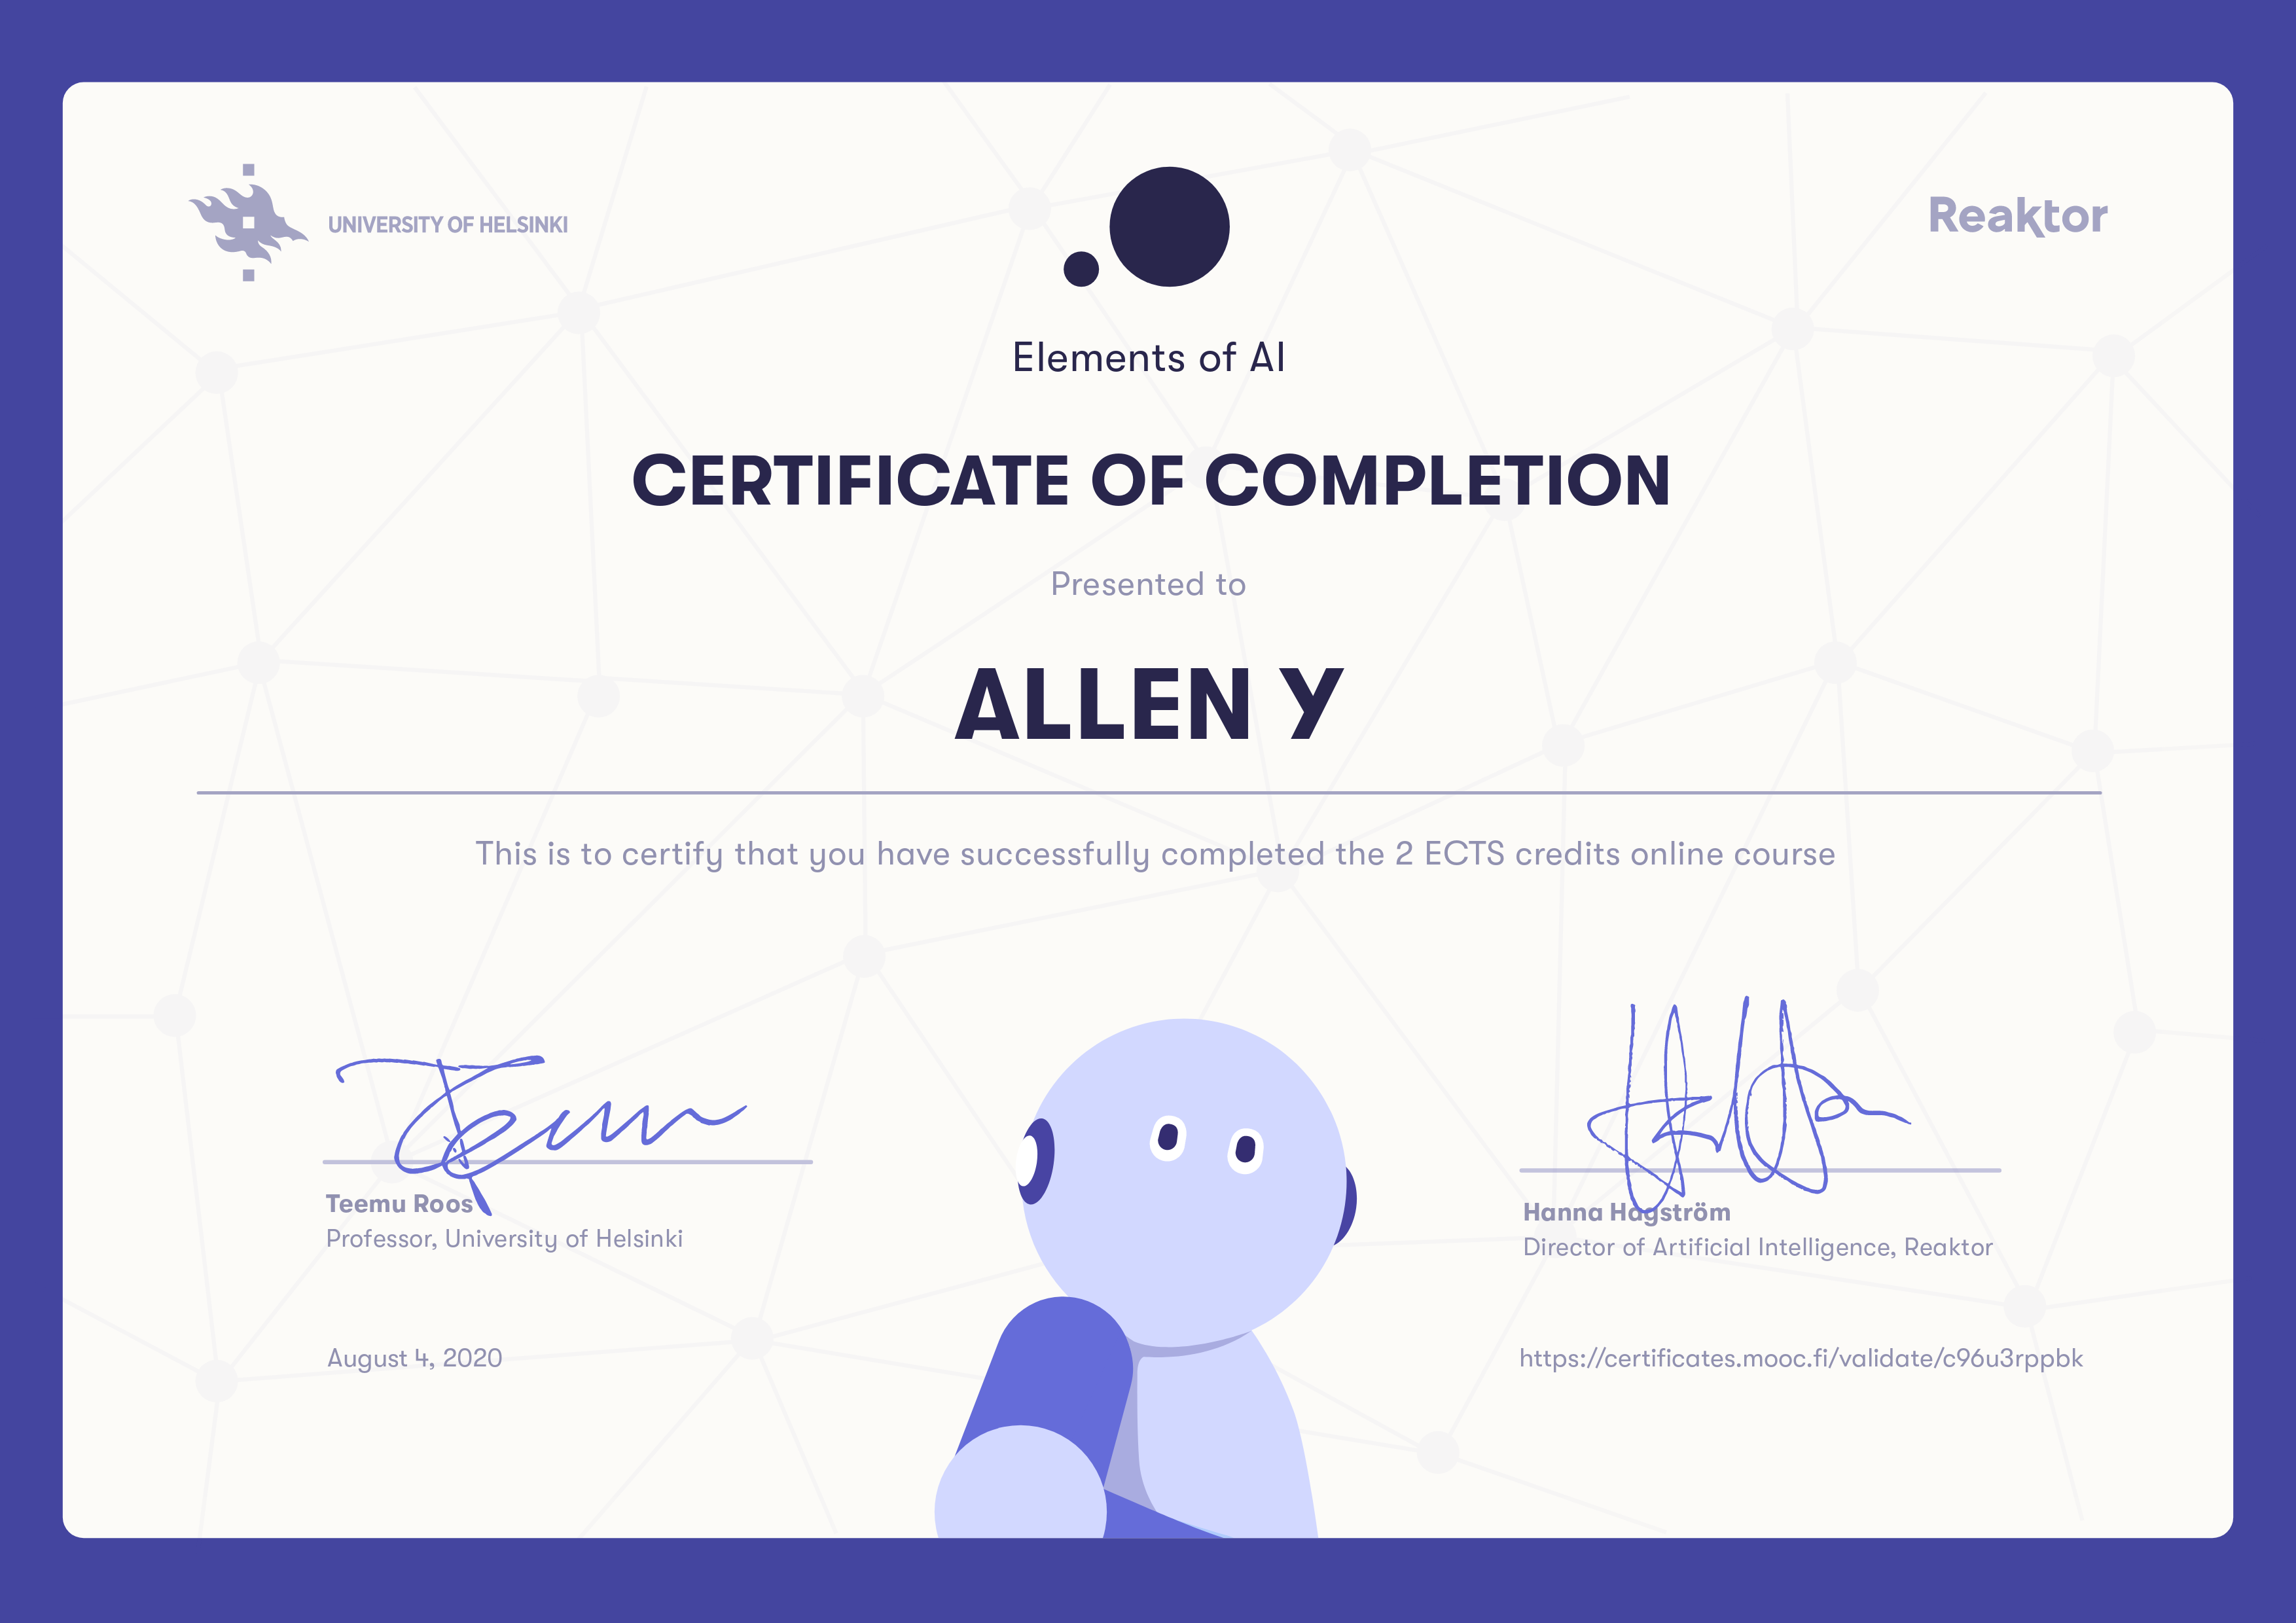 UNIVERSITY OF HELSINKI
Reaktor
Elements of AI
CERTIFICATE OF COMPLETION
Presented to
ALLEN Y
This is to certify that you have successfully completed the 2 ECTS credits online course
Teemu Roos
Professor, University of Helsinki
Hanna Hagström
Director of Artificial Intelligence, Reaktor
August 4, 2020
https://certificates.mooc.fi/validate/c96u3rppbk